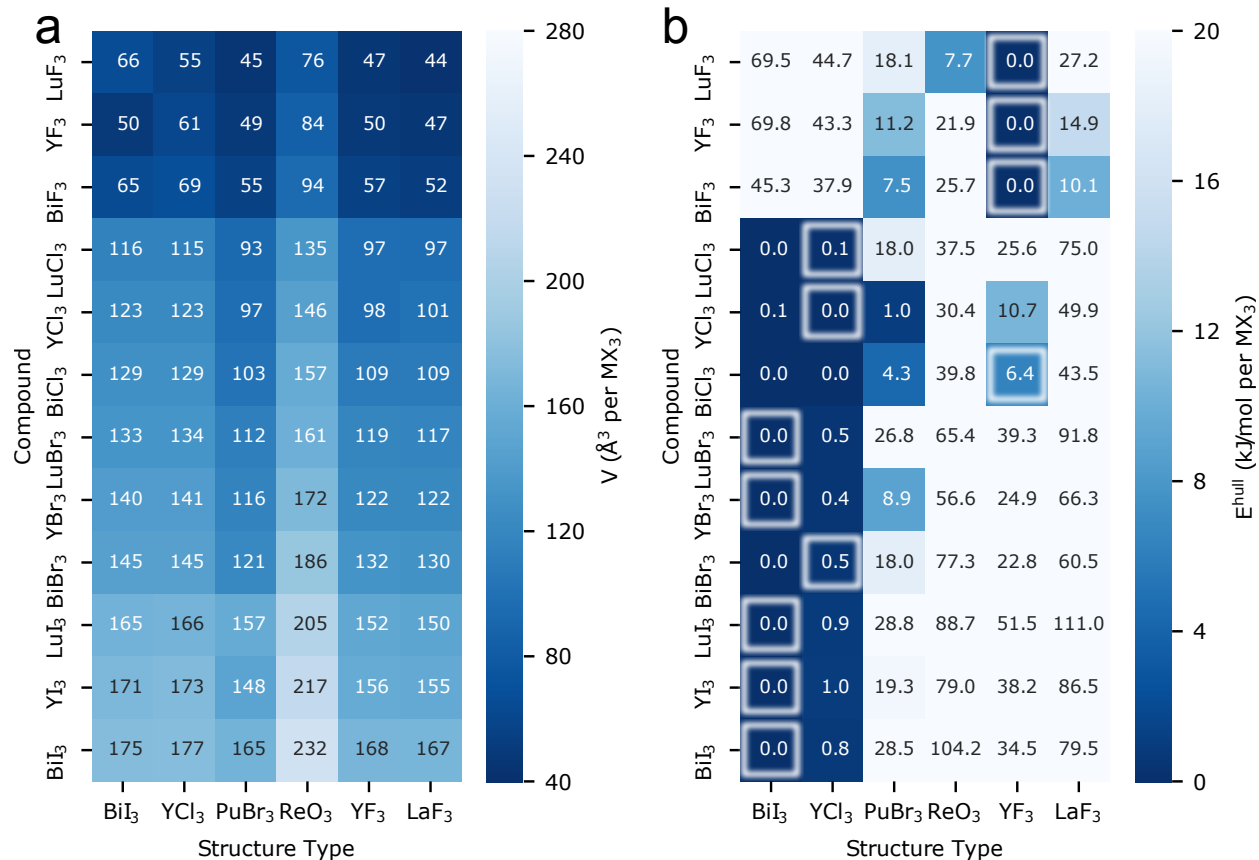 a
Compound
LuF₃ 66 55 45 76 47 44
YF₃ 50 61 49 84 50 47
BiF₃ 65 69 55 94 57 52
LuCl₃ 116 115 93 135 97 97
YCl₃ 123 123 97 146 98 101
BiCl₃ 129 129 103 157 109 109
LuBr₃ 133 134 112 161 119 117
YBr₃ 140 141 116 172 122 122
BiBr₃ 145 145 121 186 132 130
LuI₃ 165 166 157 205 152 150
YI₃ 171 173 148 217 156 155
BiI₃ 175 177 165 232 168 167
BiI₃ YCl₃ PuBr₃ ReO₃ YF₃ LaF₃
Structure Type
280
240
200
160
120
80
40
V (Å³ per MX₃)
b
Compound
LuF₃ 69.5 44.7 18.1 7.7 0.0 27.2
YF₃ 69.8 43.3 11.2 21.9 0.0 14.9
BiF₃ 45.3 37.9 7.5 25.7 0.0 10.1
LuCl₃ 0.0 0.1 18.0 37.5 25.6 75.0
YCl₃ 0.1 0.0 1.0 30.4 10.7 49.9
BiCl₃ 0.0 0.0 4.3 39.8 6.4 43.5
LuBr₃ 0.0 0.5 26.8 65.4 39.3 91.8
YBr₃ 0.0 0.4 8.9 56.6 24.9 66.3
BiBr₃ 0.0 0.5 18.0 77.3 22.8 60.5
LuI₃ 0.0 0.9 28.8 88.7 51.5 111.0
YI₃ 0.0 1.0 19.3 79.0 38.2 86.5
BiI₃ 0.0 0.8 28.5 104.2 34.5 79.5
BiI₃ YCl₃ PuBr₃ ReO₃ YF₃ LaF₃
Structure Type
20
16
12
8
4
0
Eʰᵘˡˡ (kJ/mol per MX₃)